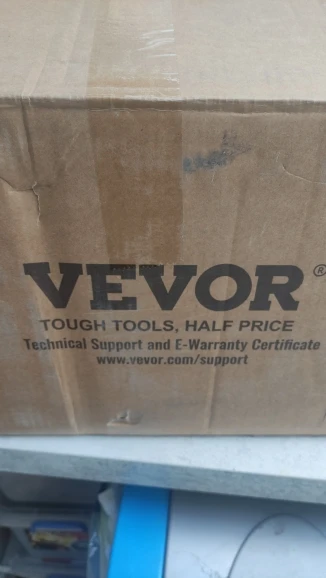 VEVOR®
TOUGH TOOLS, HALF PRICE
Technical Support and E-Warranty Certificate
www.vevor.com/support